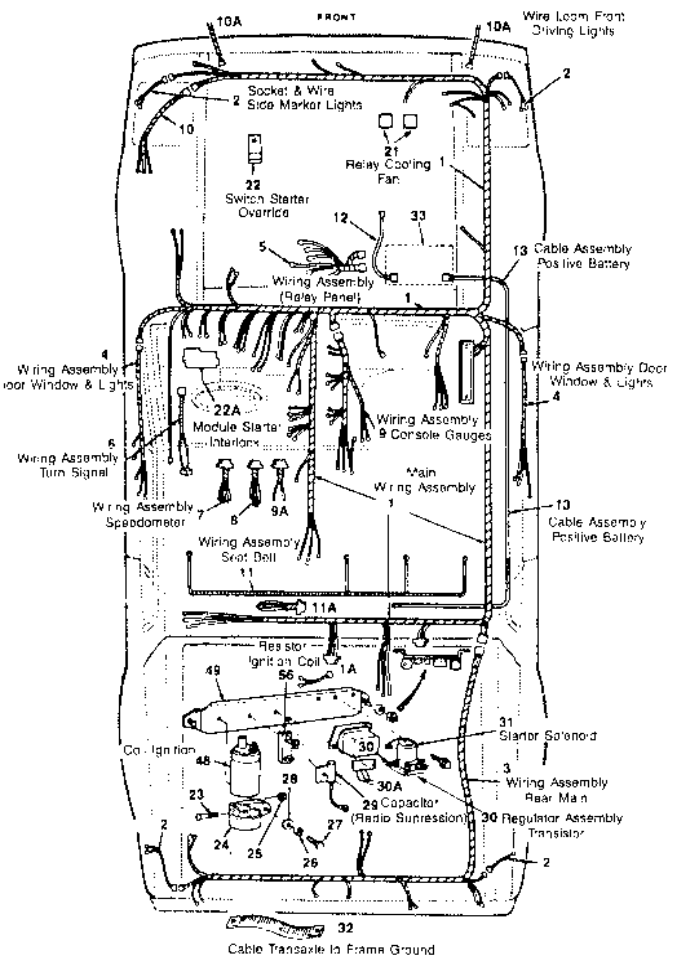 FRONT
10A
10A
Wire Loom Front
Driving Lights
2
Socket & Wire
Side Marker Lights
2
10
21
Relay Cooling
Fan
1
22
Switch Starter
Override
12
33
5
Wiring Assembly
(Relay Panel)
13
Cable Assembly
Positive Battery
1
4
Wiring Assembly
Door Window & Lights
Wiring Assembly Door
Window & Lights
4
22A
Module Starter
Interlock
Wiring Assembly
9 Console Gauges
6
Wiring Assembly
Turn Signal
Main
Wiring Assembly
1
Wiring Assembly
Speedometer
7
8
9A
13
Cable Assembly
Positive Battery
Wiring Assembly
Seat Belt
11
11A
Resistor
Ignition Coil
1A
49
56
31
Starter Solenoid
Coil Ignition
48
30
3
Wiring Assembly
Rear Main
28
30A
29 Capacitor
(Radio Supression)
30 Regulator Assembly
Transistor
23
24
25
26
27
2
2
32
Cable Transaxle to Frame Ground